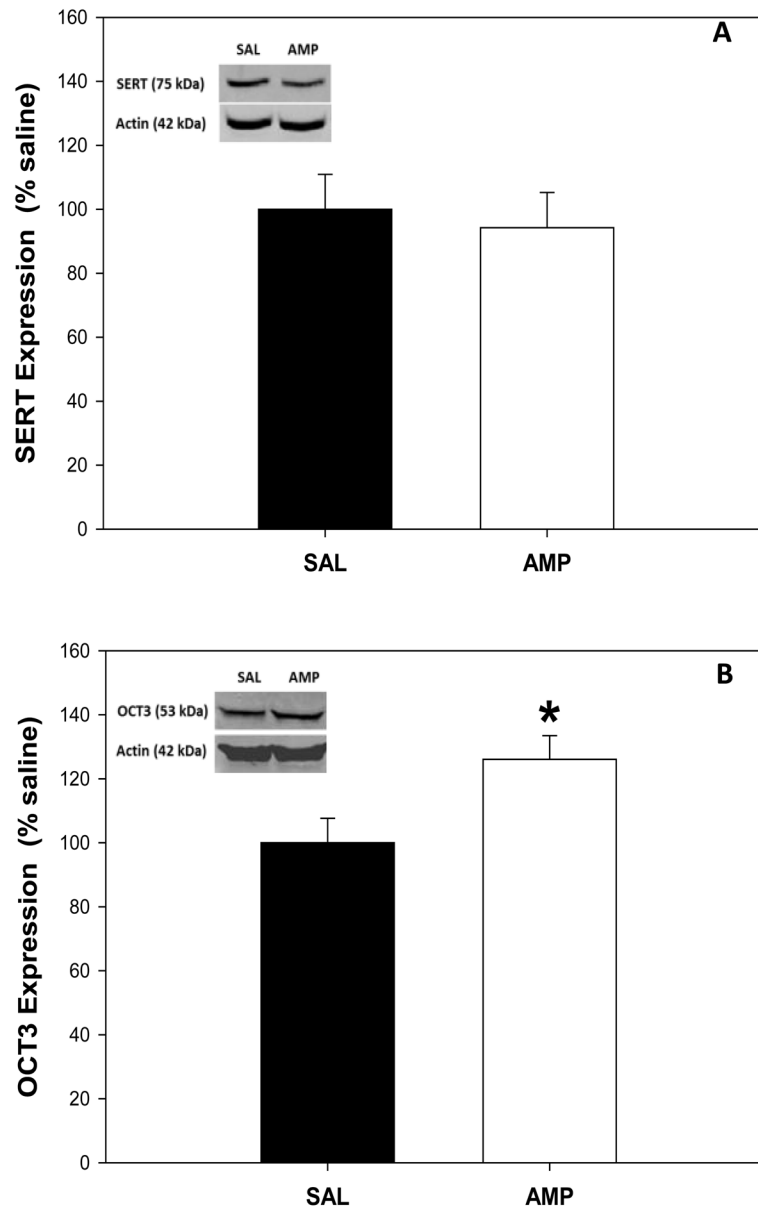 160
A
SAL AMP
140
SERT (75 kDa)
120
Actin (42 kDa)
100
80
60
40
20
0
SERT Expression (% saline)
SAL AMP
160
B
SAL AMP
140
OCT3 (53 kDa)
*
Actin (42 kDa)
120
100
80
60
40
20
0
OCT3 Expression (% saline)
SAL AMP